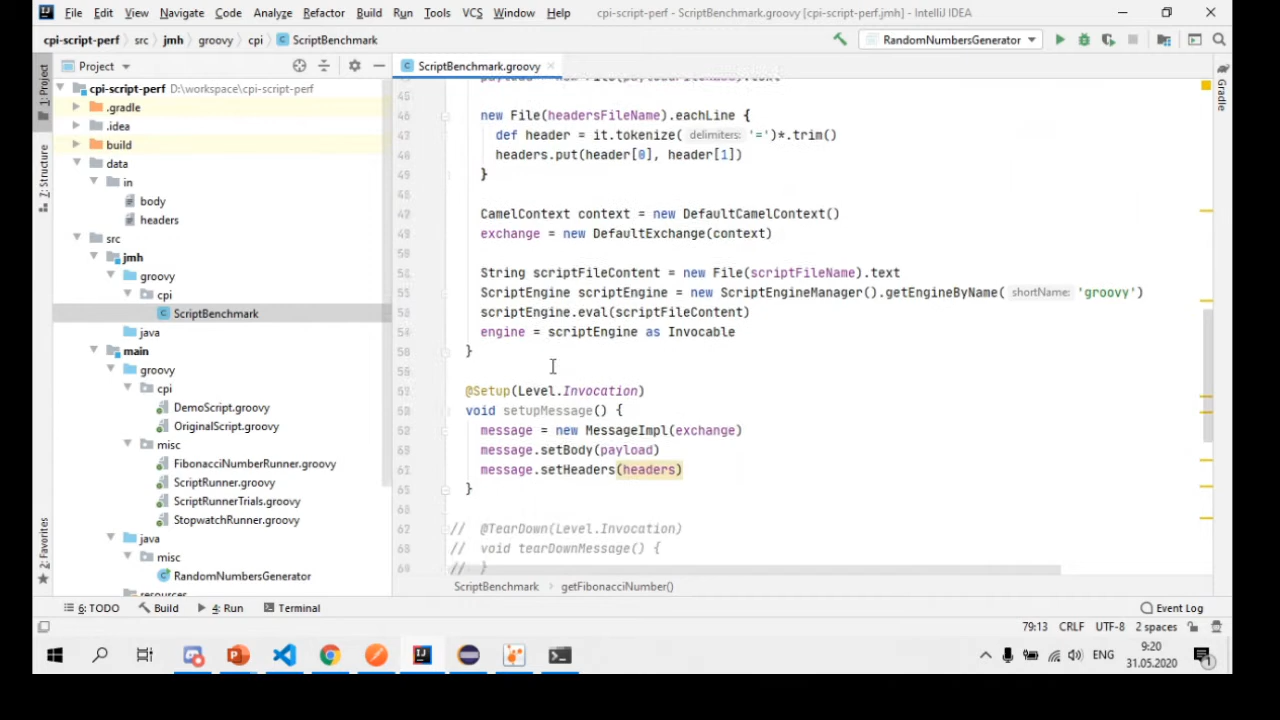 File Edit View Navigate Code Analyze Refactor Build Run Tools VCS Window Help cpi-script-perf - ScriptBenchmark.groovy [cpi-script-perf.jmh] - IntelliJ IDEA
cpi-script-perf src jmh groovy cpi ScriptBenchmark RandomNumbersGenerator
Project
ScriptBenchmark.groovy
1: Project
Z: Structure
Favorites
Gradle
cpi-script-perf D:\workspace\cpi-script-perf
.gradle
.idea
build
data
in
body
headers
src
jmh
groovy
cpi
ScriptBenchmark
java
main
groovy
cpi
DemoScript.groovy
OriginalScript.groovy
misc
FibonacciNumberRunner.groovy
ScriptRunner.groovy
ScriptRunnerTrials.groovy
StopwatchRunner.groovy
java
misc
RandomNumbersGenerator
resources
new File(headersFileName).eachLine {
def header = it.tokenize( delimiters: '=')*.trim()
headers.put(header[0], header[1])
}
CamelContext context = new DefaultCamelContext()
exchange = new DefaultExchange(context)
String scriptFileContent = new File(scriptFileName).text
ScriptEngine scriptEngine = new ScriptEngineManager().getEngineByName( shortName: 'groovy')
scriptEngine.eval(scriptFileContent)
engine = scriptEngine as Invocable
}
@Setup(Level.Invocation)
void setupMessage() {
message = new MessageImpl(exchange)
message.setBody(payload)
message.setHeaders(headers)
}
// @TearDown(Level.Invocation)
// void tearDownMessage() {
// }
ScriptBenchmark getFibonacciNumber()
6: TODO Build 4: Run Terminal Event Log
79:13 CRLF UTF-8 2 spaces
ENG 9:20
31.05.2020